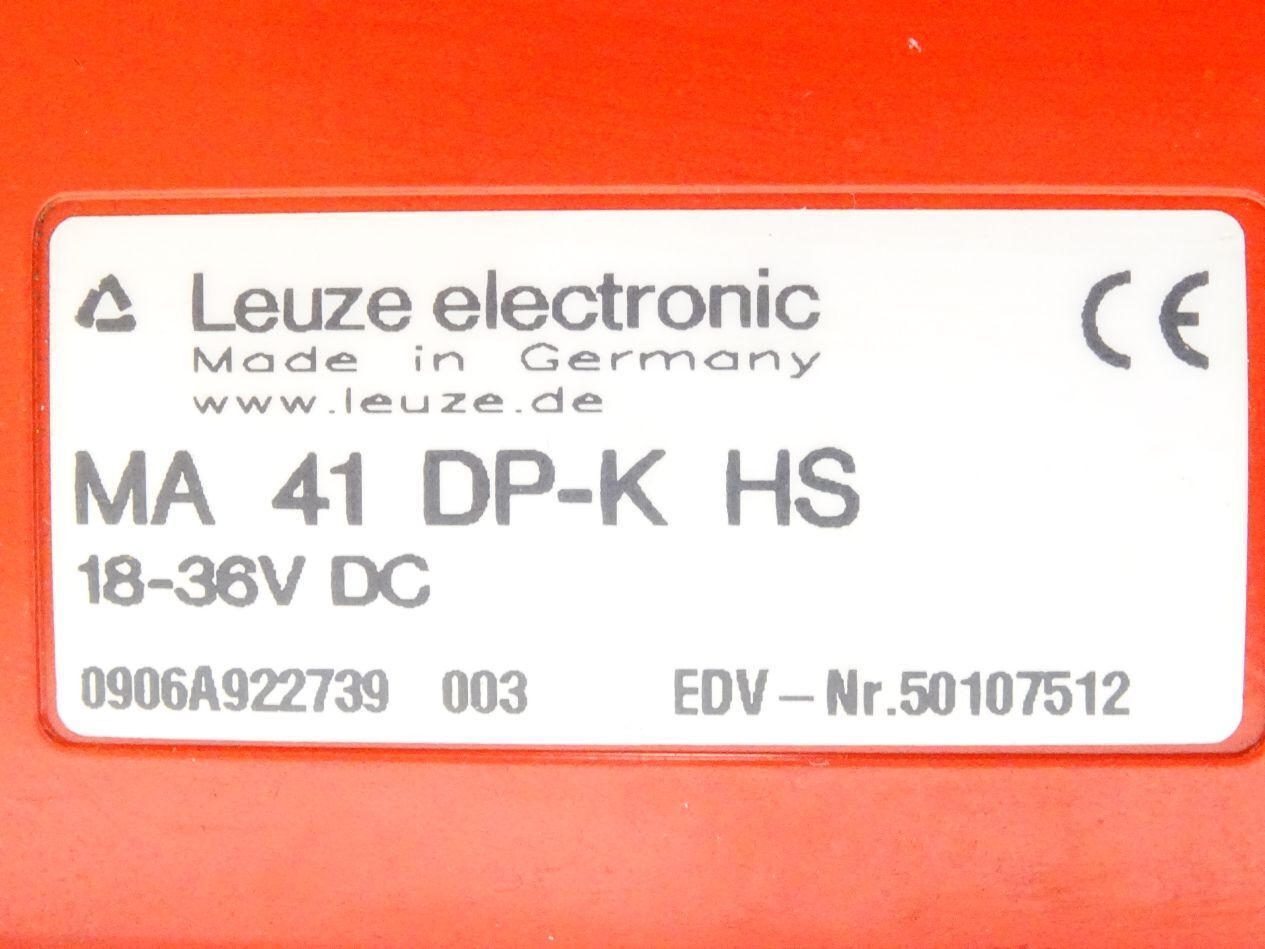 Leuze electronic CE
Made in Germany
www.leuze.de
MA 41 DP-K HS
18-36V DC
0906A922739 003 EDV-Nr.50107512